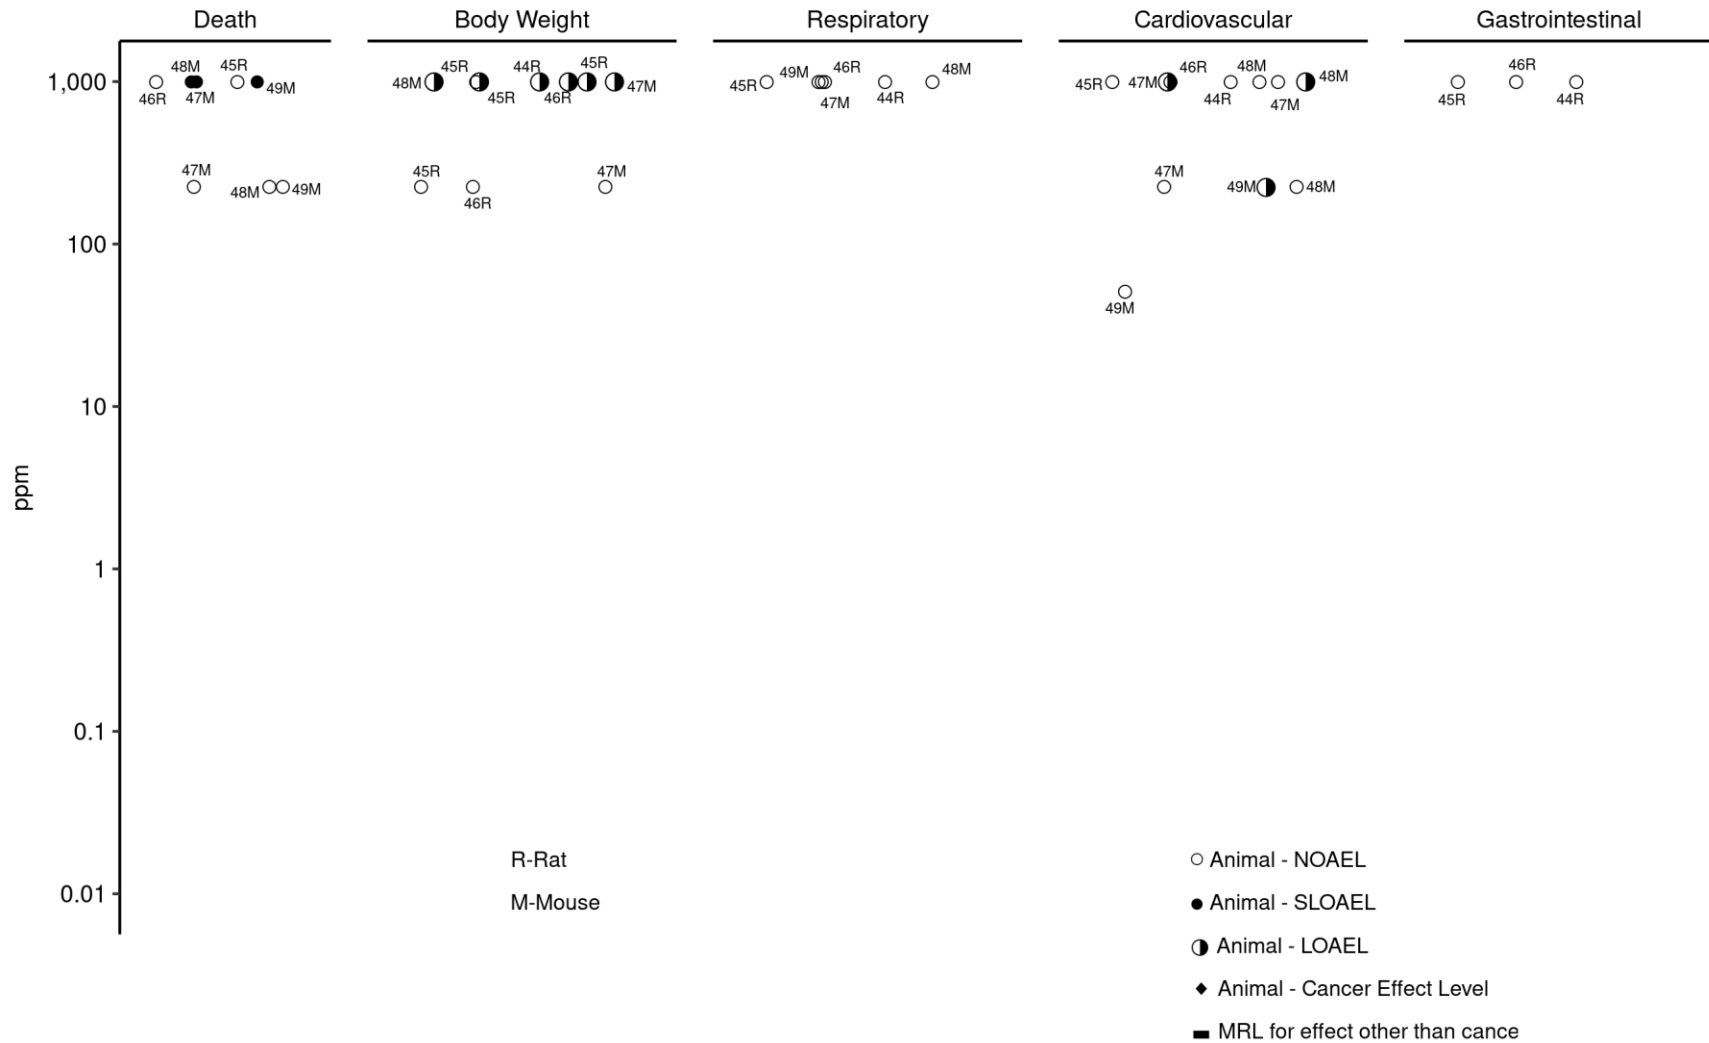 Death Body Weight Respiratory Cardiovascular Gastrointestinal
48M 45R 45R 44R 45R 49M 46R 48M 46R 48M 48M 46R
1,000 49M 48M 47M 45R 45R 47M
46R 47M 45R 46R 47M 44R 44R 47M 45R 44R
47M 45R 47M 47M
48M 49M 46R 49M 48M
100
49M
10
ppm
1
0.1
R-Rat Animal - NOAEL
0.01 M-Mouse Animal - SLOAEL
Animal - LOAEL
Animal - Cancer Effect Level
MRL for effect other than cance